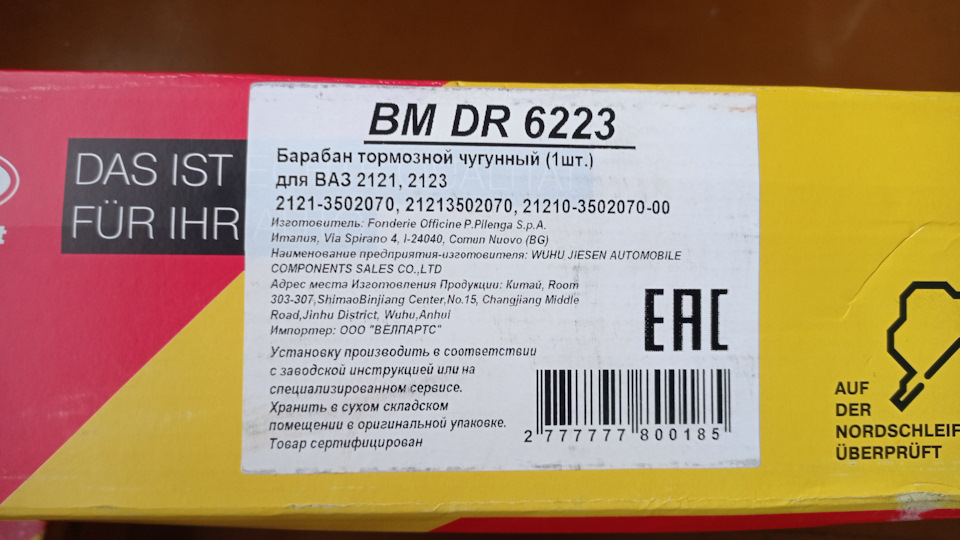 DAS IST
FÜR IHR
BM DR 6223
Барабан тормозной чугунный (1шт.)
для ВАЗ 2121, 2123
2121-3502070, 21213502070, 21210-3502070-00
Изготовитель: Fonderie Officine P.Pilenga S.p.A.
Италия, Via Spirano 4, I-24040, Comun Nuovo (BG)
Наименование предприятия-изготовителя: WUHU JIESEN AUTOMOBILE
COMPONENTS SALES CO.,LTD
Адрес места Изготовления Продукции: Китай, Room
303-307,ShimaoBinjiang Center,No.15, Changjiang Middle
Road,Jinhu District, Wuhu,Anhui
Импортер: ООО "ВЕЛПАРТС"
EAC
Установку производить в соответствии
с заводской инструкцией или на
специализированном сервисе.
Хранить в сухом складском
помещении в оригинальной упаковке.
Товар сертифицирован
2 777777 800185
AUF
DER
NORDSCHLEIF
ÜBERPRÜFT